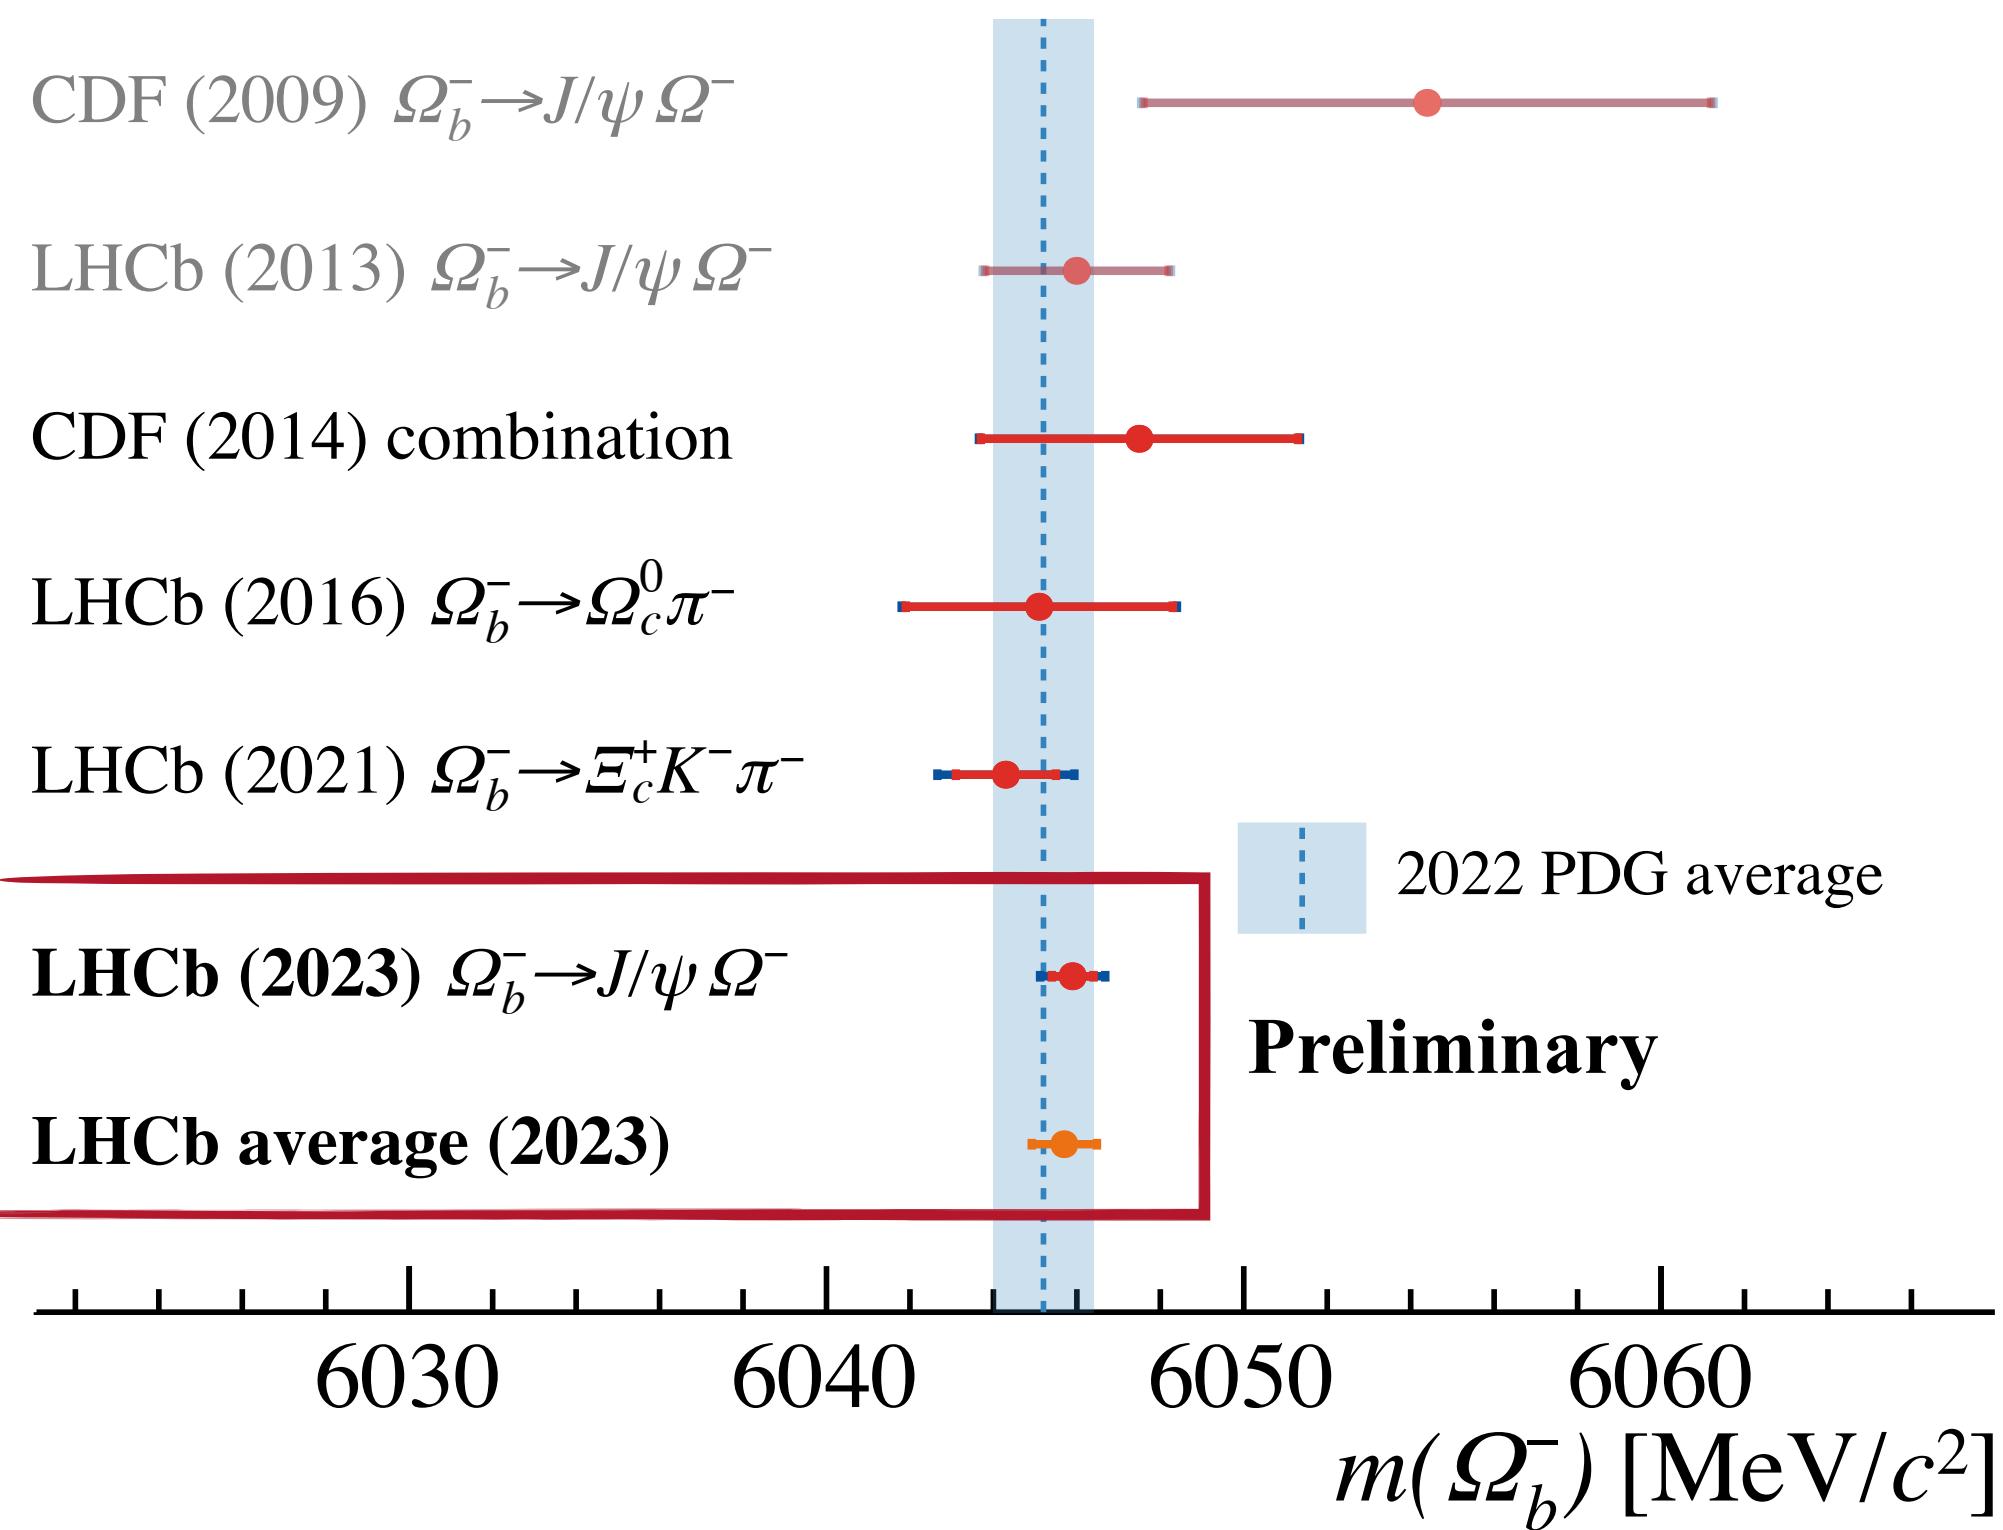 CDF (2009) Ω_b^-→J/ψ Ω^-
LHCb (2013) Ω_b^-→J/ψ Ω^-
CDF (2014) combination
LHCb (2016) Ω_b^-→Ω_c^0 π^-
LHCb (2021) Ω_b^-→Ξ_c^+ K^- π^-
2022 PDG average
LHCb (2023) Ω_b^-→J/ψ Ω^-
Preliminary
LHCb average (2023)
6030 6040 6050 6060
m(Ω_b^-) [MeV/c^2]